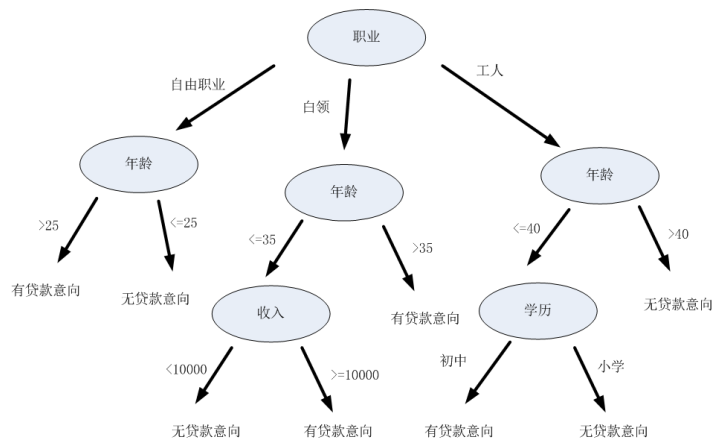 职业
自由职业
白领
工人
年龄
年龄
年龄
>25
<=25
<=35
>35
<=40
>40
有贷款意向
无贷款意向
收入
有贷款意向
学历
无贷款意向
<10000
>=10000
初中
小学
无贷款意向
有贷款意向
有贷款意向
无贷款意向